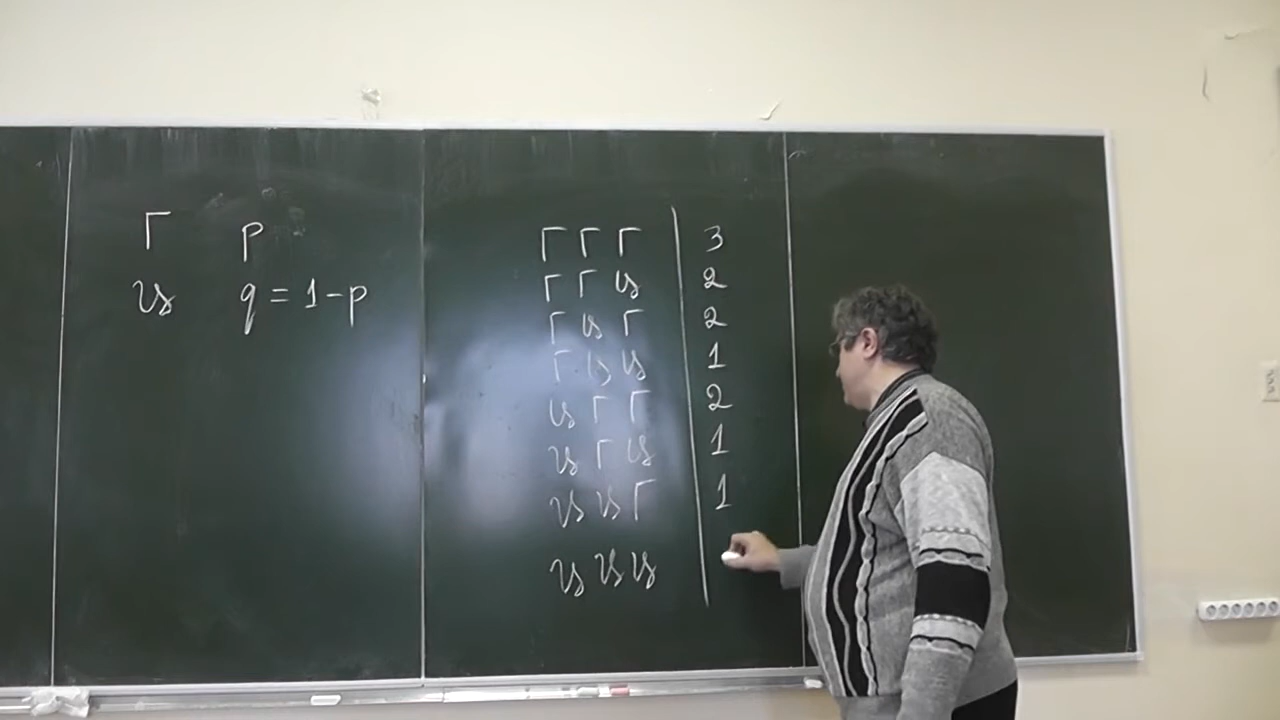 Г p
ц q = 1-p
Г Г Г 3
Г Г ц 2
Г ц Г 2
Г ц ц 1
ц Г Г 2
ц Г ц 1
ц ц Г 1
ц ц ц